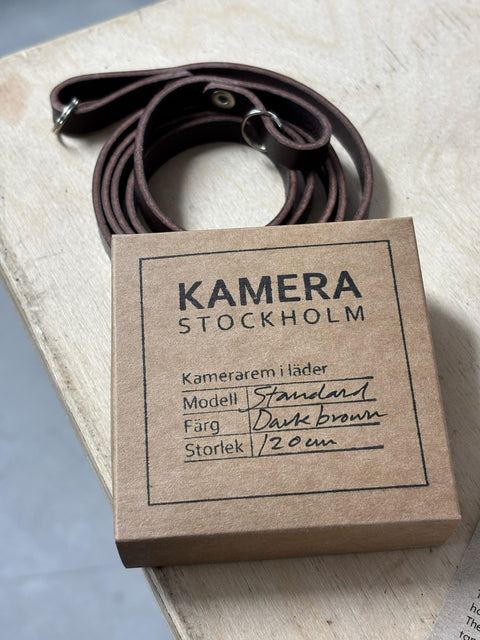 KAMERA
STOCKHOLM
Kamerarem i läder
Modell Standard
Färg Dark brown
Storlek 120 cm